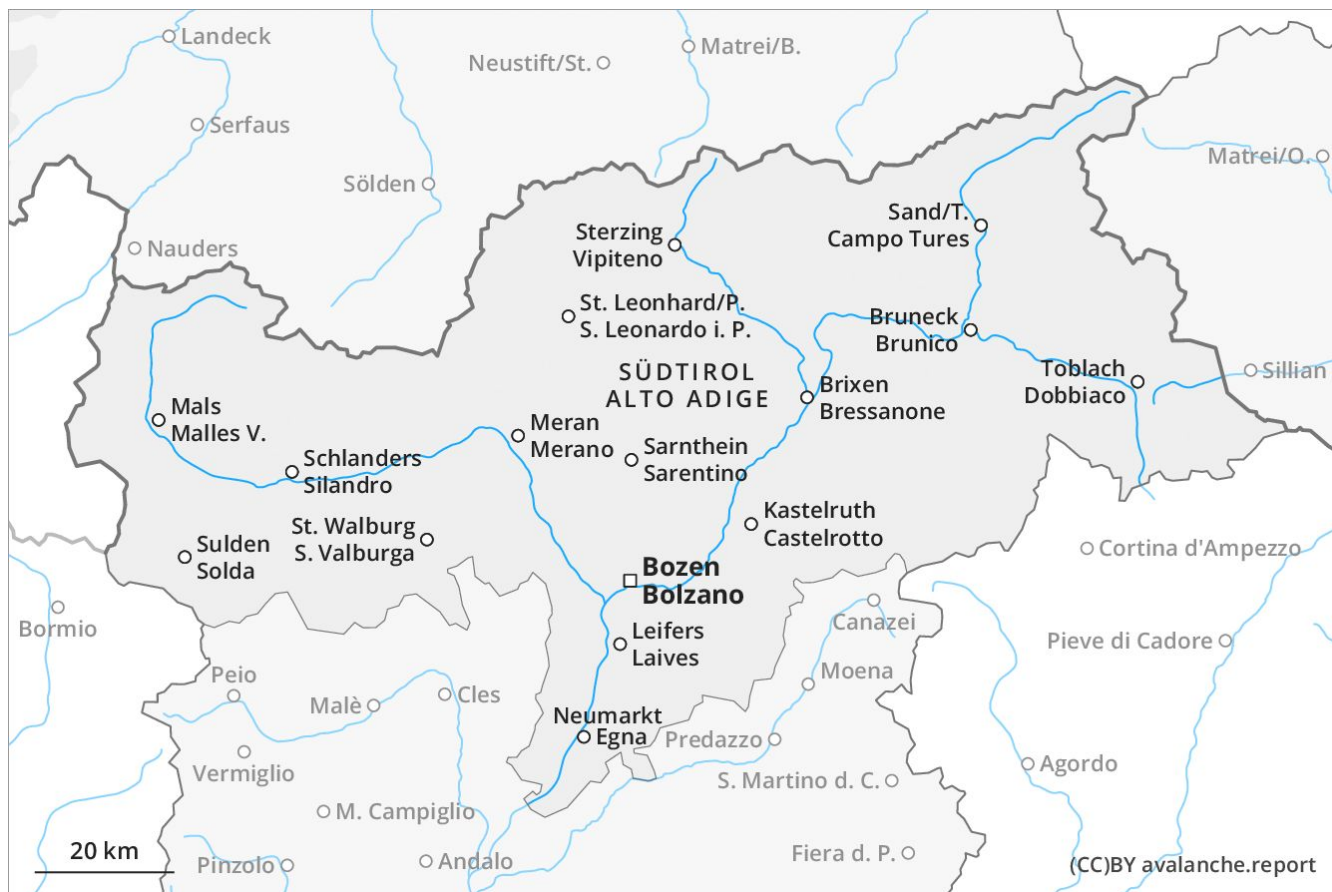 Landeck
Matrei/B.
Neustift/St.
Serfaus
Matrei/O.
Sölden
Sand/T.
Campo Tures
Sterzing
Vipiteno
Nauders
St. Leonhard/P.
S. Leonardo i. P.
Bruneck
Brunico
SÜDTIROL
ALTO ADIGE
Toblach
Dobbiaco
Sillian
Brixen
Bressanone
Mals
Malles V.
Meran
Merano
Sarnthein
Sarentino
Schlanders
Silandro
Kastelruth
Castelrotto
St. Walburg
S. Valburga
Sulden
Solda
Cortina d'Ampezzo
Bozen
Bolzano
Bormio
Canazei
Leifers
Laives
Pieve di Cadore
Peio
Moena
Malè
Cles
Neumarkt
Egna
Predazzo
Vermiglio
Agordo
S. Martino d. C.
M. Campiglio
20 km
Pinzolo
Andalo
Fiera d. P.
(CC)BY avalanche.report